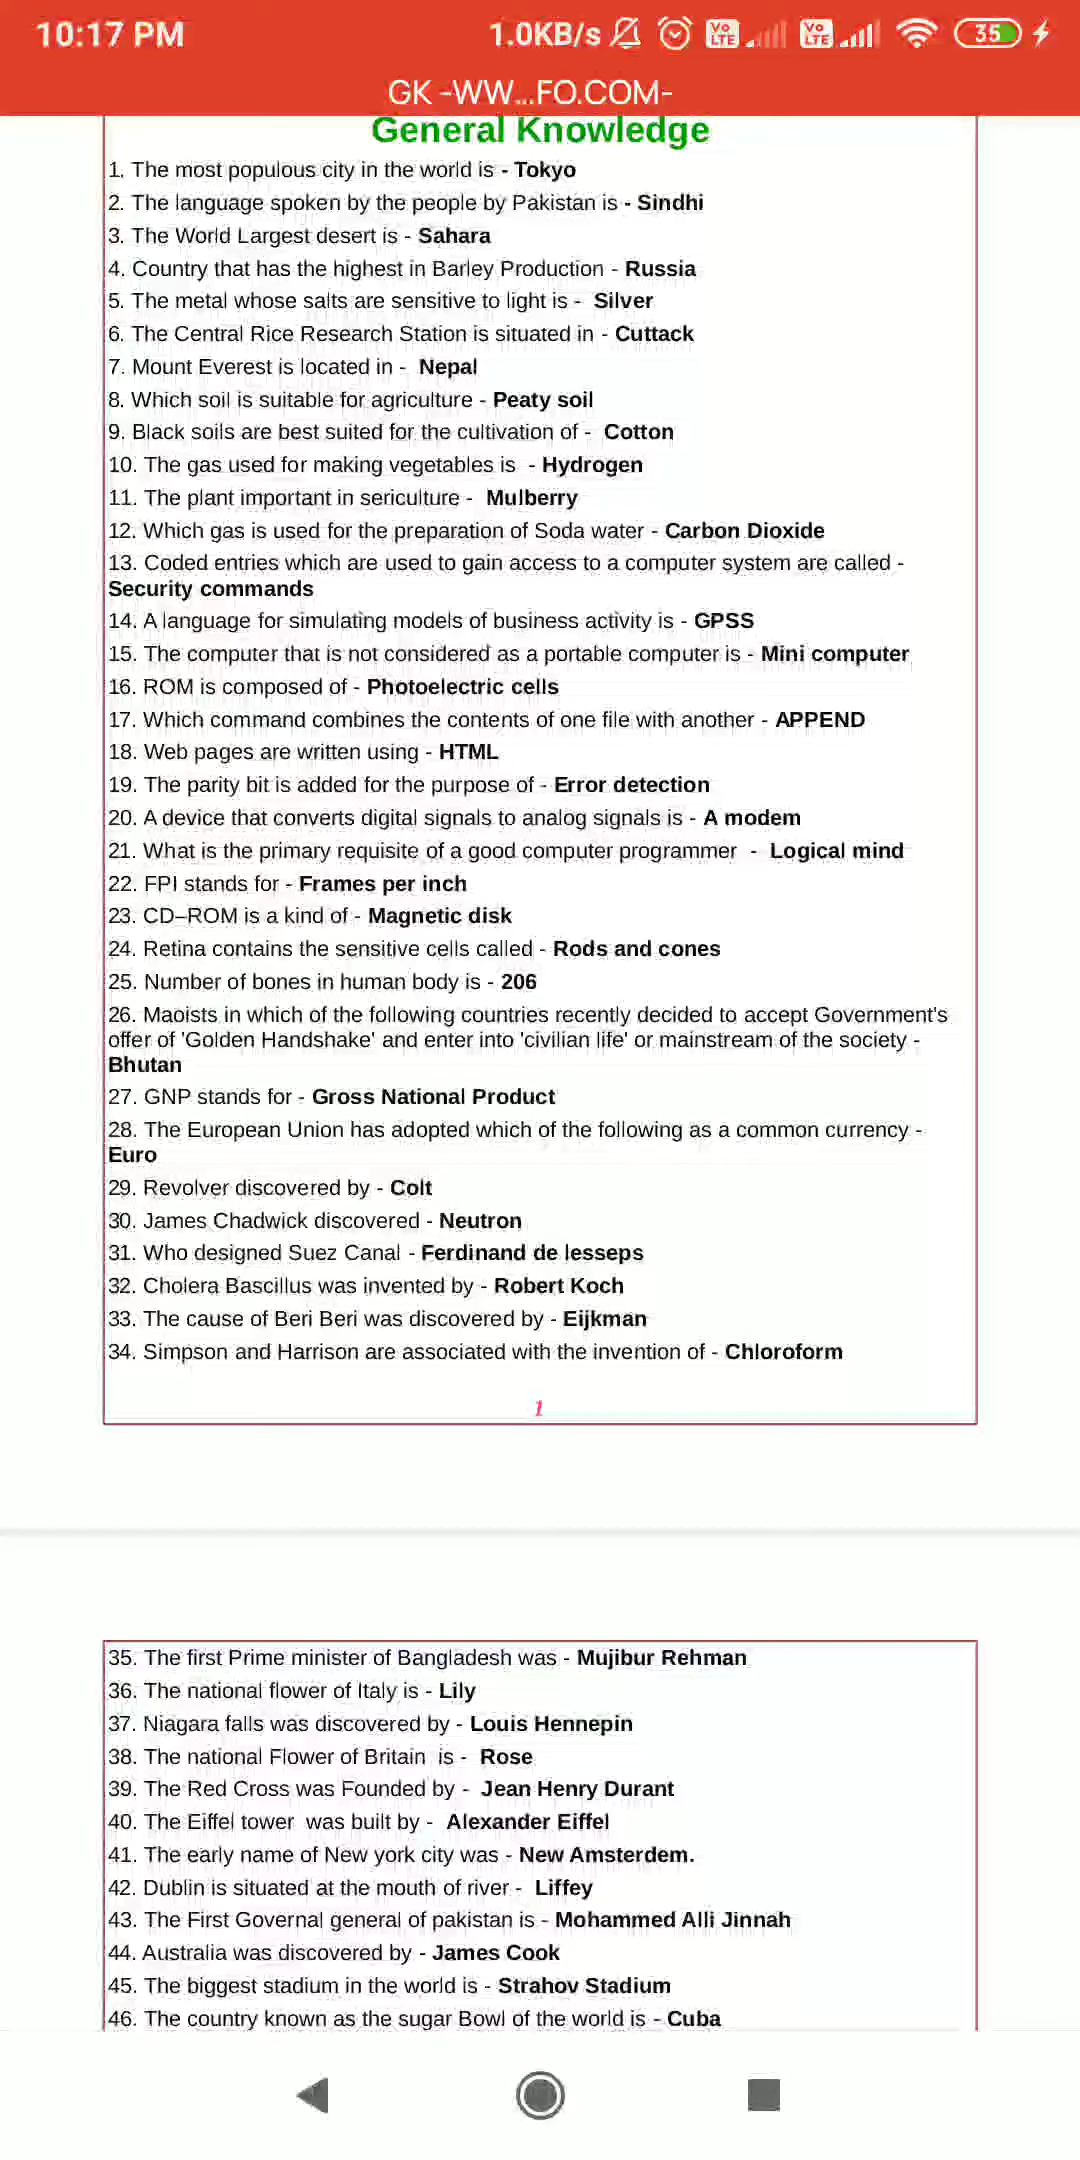 10:17 PM
1.0KB/s
Vo LTE
Vo LTE
35
GK -WW...FO.COM-
General Knowledge
1. The most populous city in the world is - Tokyo
2. The language spoken by the people by Pakistan is - Sindhi
3. The World Largest desert is - Sahara
4. Country that has the highest in Barley Production - Russia
5. The metal whose salts are sensitive to light is - Silver
6. The Central Rice Research Station is situated in - Cuttack
7. Mount Everest is located in - Nepal
8. Which soil is suitable for agriculture - Peaty soil
9. Black soils are best suited for the cultivation of - Cotton
10. The gas used for making vegetables is - Hydrogen
11. The plant important in sericulture - Mulberry
12. Which gas is used for the preparation of Soda water - Carbon Dioxide
13. Coded entries which are used to gain access to a computer system are called -
Security commands
14. A language for simulating models of business activity is - GPSS
15. The computer that is not considered as a portable computer is - Mini computer
16. ROM is composed of - Photoelectric cells
17. Which command combines the contents of one file with another - APPEND
18. Web pages are written using - HTML
19. The parity bit is added for the purpose of - Error detection
20. A device that converts digital signals to analog signals is - A modem
21. What is the primary requisite of a good computer programmer - Logical mind
22. FPI stands for - Frames per inch
23. CD–ROM is a kind of - Magnetic disk
24. Retina contains the sensitive cells called - Rods and cones
25. Number of bones in human body is - 206
26. Maoists in which of the following countries recently decided to accept Government's
offer of 'Golden Handshake' and enter into 'civilian life' or mainstream of the society -
Bhutan
27. GNP stands for - Gross National Product
28. The European Union has adopted which of the following as a common currency -
Euro
29. Revolver discovered by - Colt
30. James Chadwick discovered - Neutron
31. Who designed Suez Canal - Ferdinand de lesseps
32. Cholera Bascillus was invented by - Robert Koch
33. The cause of Beri Beri was discovered by - Eijkman
34. Simpson and Harrison are associated with the invention of - Chloroform
1
35. The first Prime minister of Bangladesh was - Mujibur Rehman
36. The national flower of Italy is - Lily
37. Niagara falls was discovered by - Louis Hennepin
38. The national Flower of Britain is - Rose
39. The Red Cross was Founded by - Jean Henry Durant
40. The Eiffel tower was built by - Alexander Eiffel
41. The early name of New york city was - New Amsterdem.
42. Dublin is situated at the mouth of river - Liffey
43. The First Governal general of pakistan is - Mohammed Alli Jinnah
44. Australia was discovered by - James Cook
45. The biggest stadium in the world is - Strahov Stadium
46. The country known as the sugar Bowl of the world is - Cuba